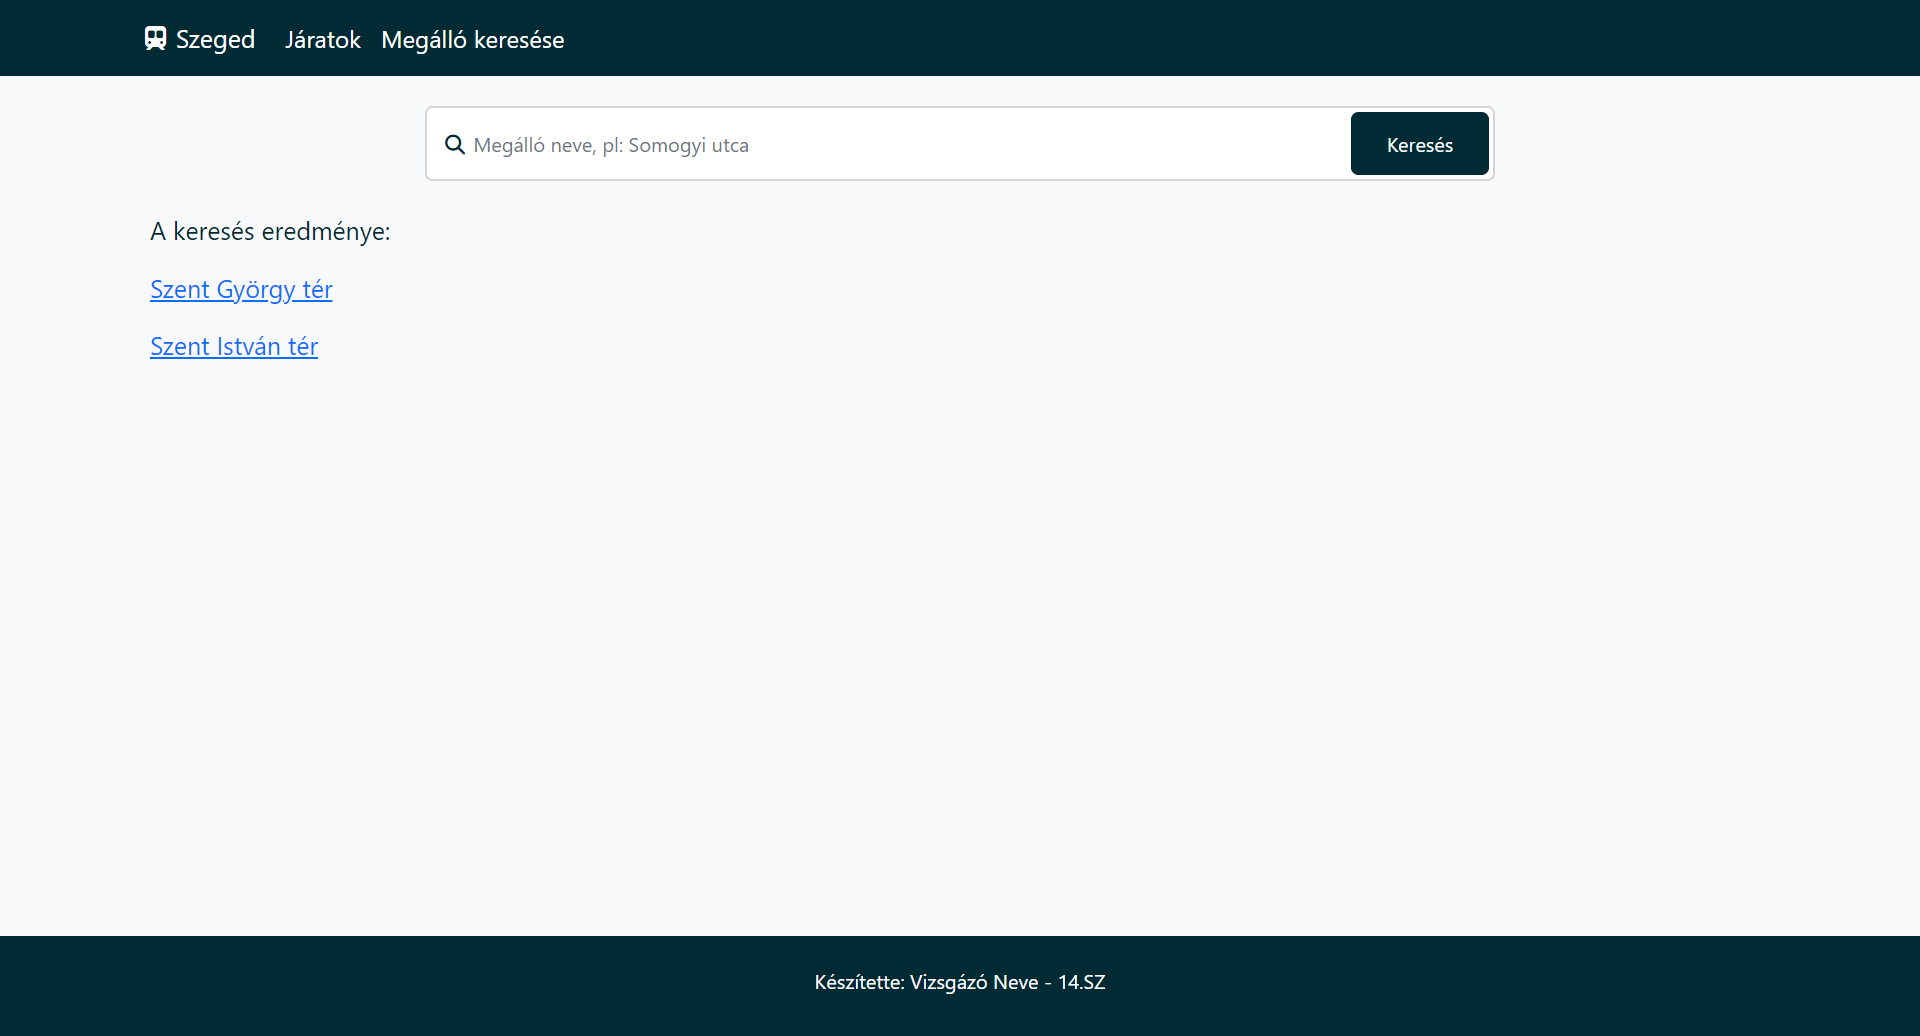 Szeged Járatok Megálló keresése
Megálló neve, pl: Somogyi utca Keresés
A keresés eredménye:
Szent György tér
Szent István tér
Készítette: Vizsgázó Neve - 14.SZ